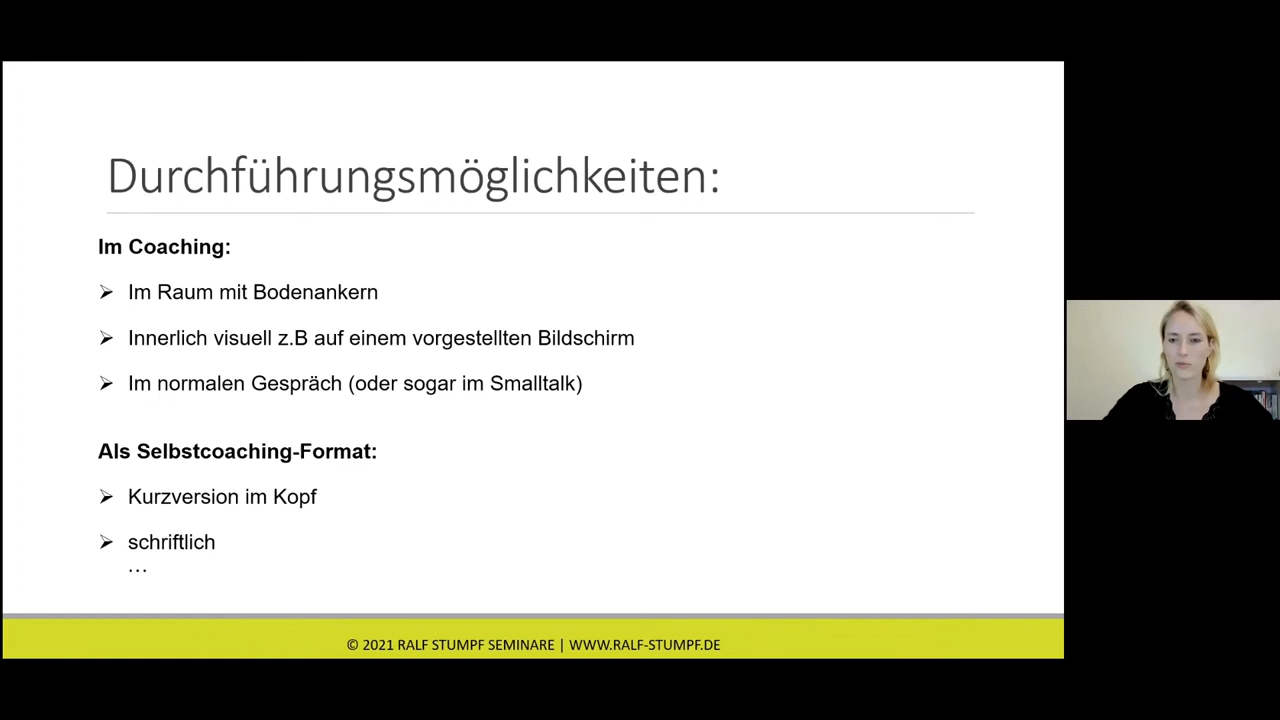 Durchführungsmöglichkeiten:
Im Coaching:
Im Raum mit Bodenankern
Innerlich visuell z.B auf einem vorgestellten Bildschirm
Im normalen Gespräch (oder sogar im Smalltalk)
Als Selbstcoaching-Format:
Kurzversion im Kopf
schriftlich
…
© 2021 RALF STUMPF SEMINARE | WWW.RALF-STUMPF.DE